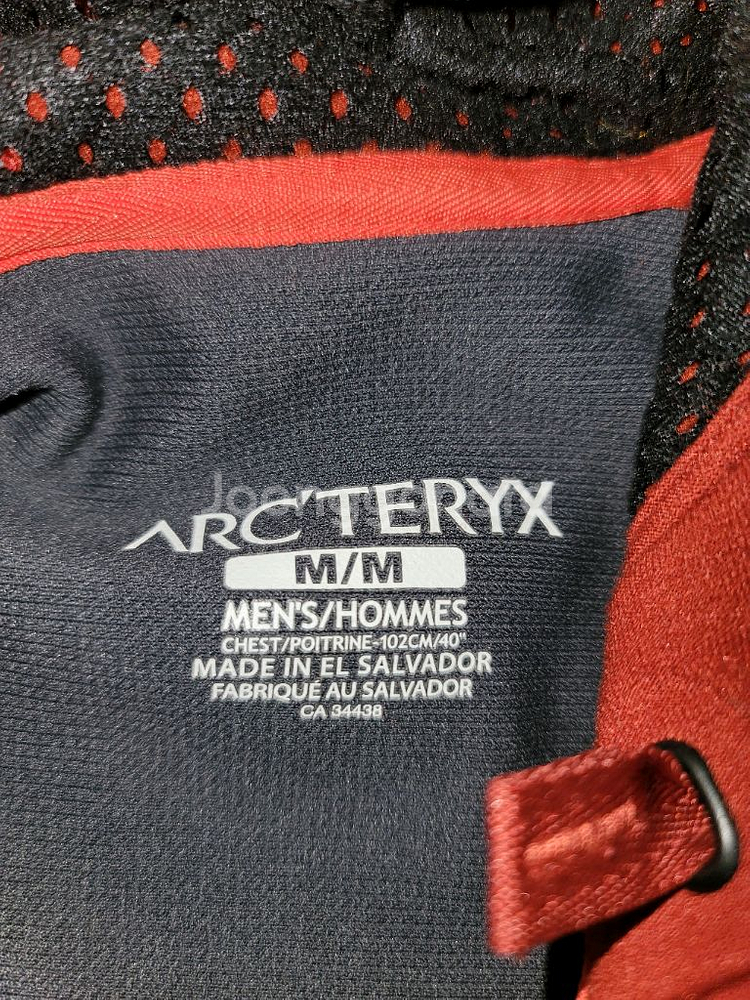 ARC'TERYX
M/M
MEN'S/HOMMES
CHEST/POITRINE-102CM/40"
MADE IN EL SALVADOR
FABRIQUÉ AU SALVADOR
CA 34438